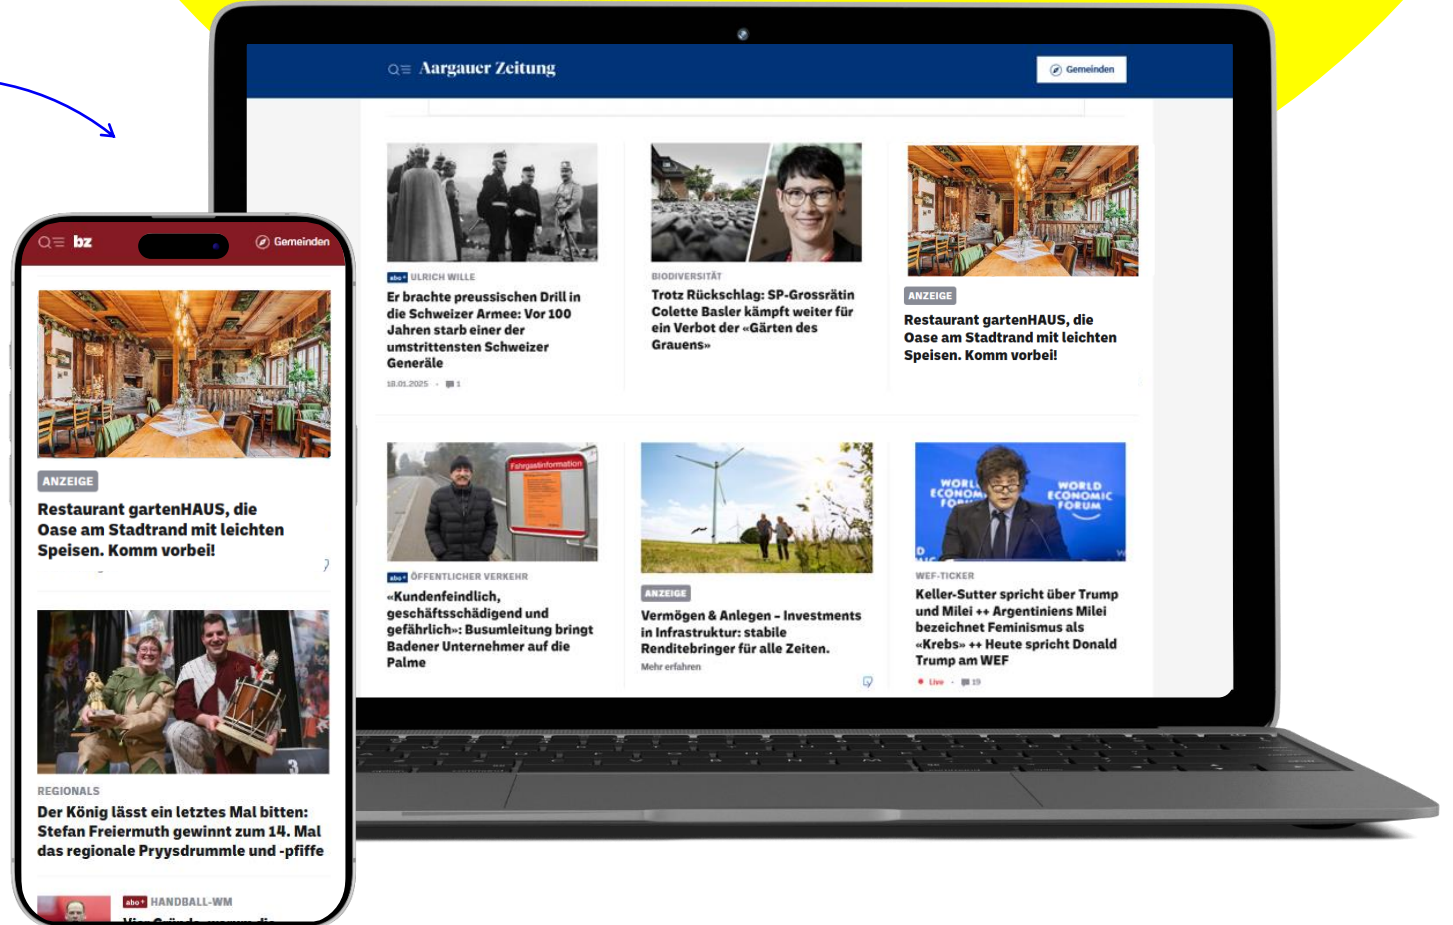 Aargauer Zeitung
Gemeinden
abo+ ULRICH WILLE
Er brachte preussischen Drill in
die Schweizer Armee: Vor 100
Jahren starb einer der
umstrittensten Schweizer
Generäle
18.01.2025 · 1
BIODIVERSITÄT
Trotz Rückschlag: SP-Grossrätin
Colette Basler kämpft weiter für
ein Verbot der «Gärten des
Grauens»
ANZEIGE
Restaurant gartenHAUS, die
Oase am Stadtrand mit leichten
Speisen. Komm vorbei!
Fahrgastinformation
abo+ ÖFFENTLICHER VERKEHR
«Kundenfeindlich,
geschäftsschädigend und
gefährlich»: Busumleitung bringt
Badener Unternehmer auf die
Palme
ANZEIGE
Vermögen & Anlegen – Investments
in Infrastruktur: stabile
Renditebringer für alle Zeiten.
Mehr erfahren
WORLD
ECONOMIC
FORUM
WEF-TICKER
Keller-Sutter spricht über Trump
und Milei ++ Argentiniens Milei
bezeichnet Feminismus als
«Krebs» ++ Heute spricht Donald
Trump am WEF
Live · 19
bz
Gemeinden
ANZEIGE
Restaurant gartenHAUS, die
Oase am Stadtrand mit leichten
Speisen. Komm vorbei!
3
REGIONALS
Der König lässt ein letztes Mal bitten:
Stefan Freiermuth gewinnt zum 14. Mal
das regionale Pryysdrummle und -pfiffe
abo+ HANDBALL-WM
Vier Gründe, warum die